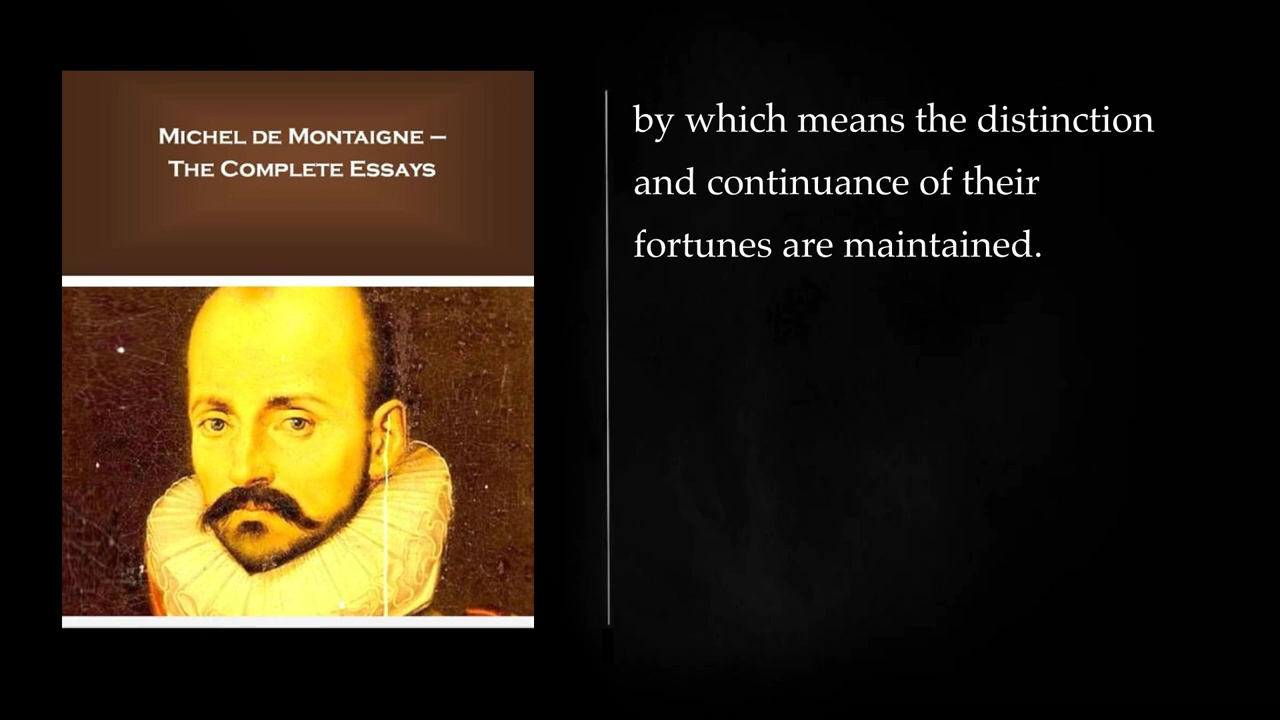 MICHEL DE MONTAIGNE –
THE COMPLETE ESSAYS
by which means the distinction
and continuance of their
fortunes are maintained.